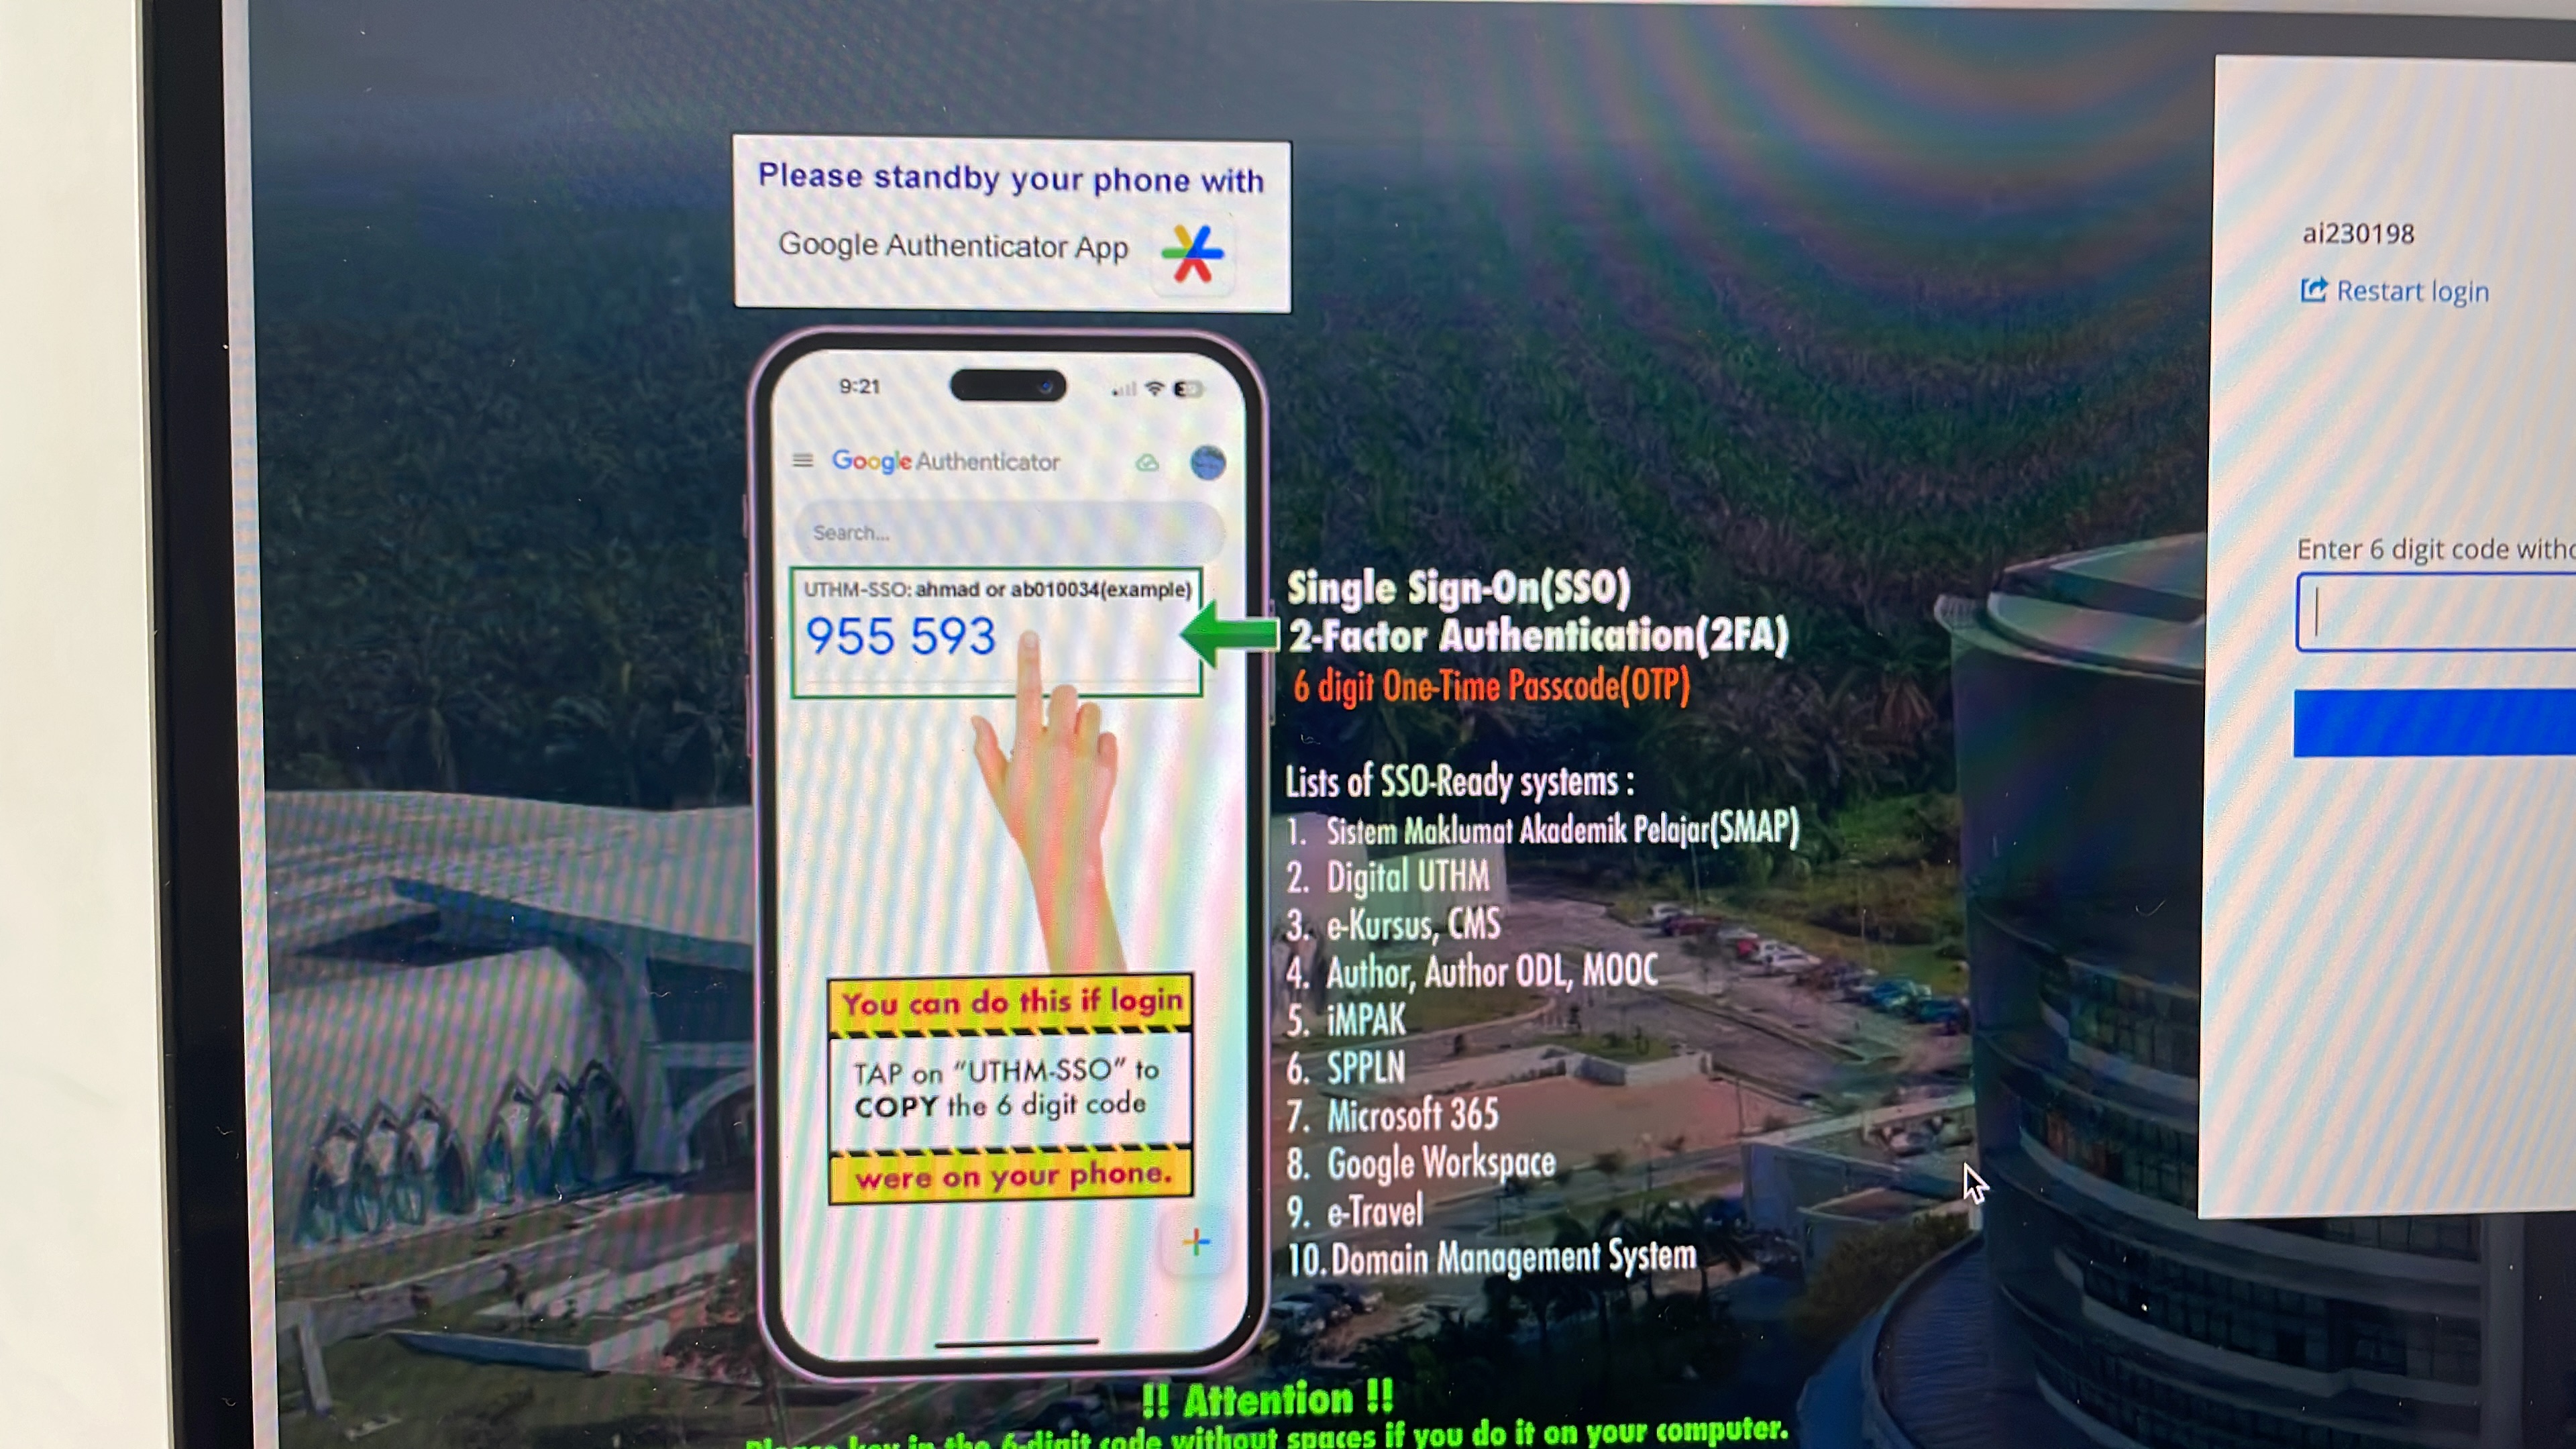 Please standby your phone with
Google Authenticator App
9:21
Google Authenticator
Search...
UTHM-SSO: ahmad or ab010034(example)
955 593
You can do this if login
TAP on “UTHM-SSO” to
COPY the 6 digit code
were on your phone.
Single Sign-On(SSO)
2-Factor Authentication(2FA)
6 digit One-Time Passcode(OTP)
Lists of SSO-Ready systems :
1. Sistem Maklumat Akademik Pelajar(SMAP)
2. Digital UTHM
3. e-Kursus, CMS
4. Author, Author ODL, MOOC
5. iMPAK
6. SPPLN
7. Microsoft 365
8. Google Workspace
9. e-Travel
10. Domain Management System
!! Attention !!
Please key in the 6-digit code without spaces if you do it on your computer.
ai230198
Restart login
Enter 6 digit code